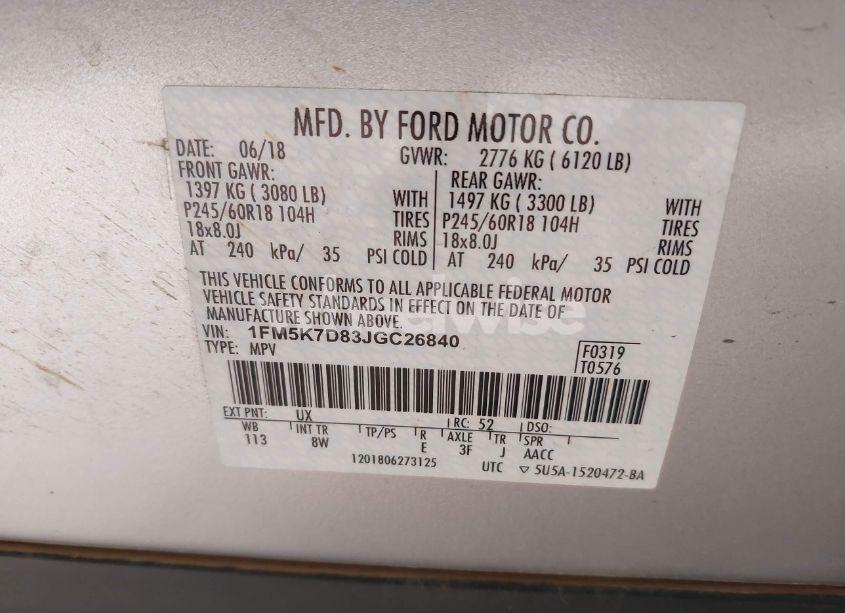 MFD. BY FORD MOTOR CO.
DATE: 06/18 GVWR: 2776 KG ( 6120 LB)
FRONT GAWR: REAR GAWR:
1397 KG ( 3080 LB) WITH 1497 KG ( 3300 LB) WITH
P245/60R18 104H TIRES P245/60R18 104H TIRES
18x8.0J RIMS 18x8.0J RIMS
AT 240 kPa/ 35 PSI COLD AT 240 kPa/ 35 PSI COLD
THIS VEHICLE CONFORMS TO ALL APPLICABLE FEDERAL MOTOR
VEHICLE SAFETY STANDARDS IN EFFECT ON THE DATE OF
MANUFACTURE SHOWN ABOVE.
VIN: 1FM5K7D83JGC26840
TYPE: MPV F0319
T0576
EXT PNT: UX RC: 52 DSO:
WB INT TR TP/PS R AXLE TR SPR
113 8W E 3F J AACC
1201806273125 UTC ▽ 5U5A-1520472-BA